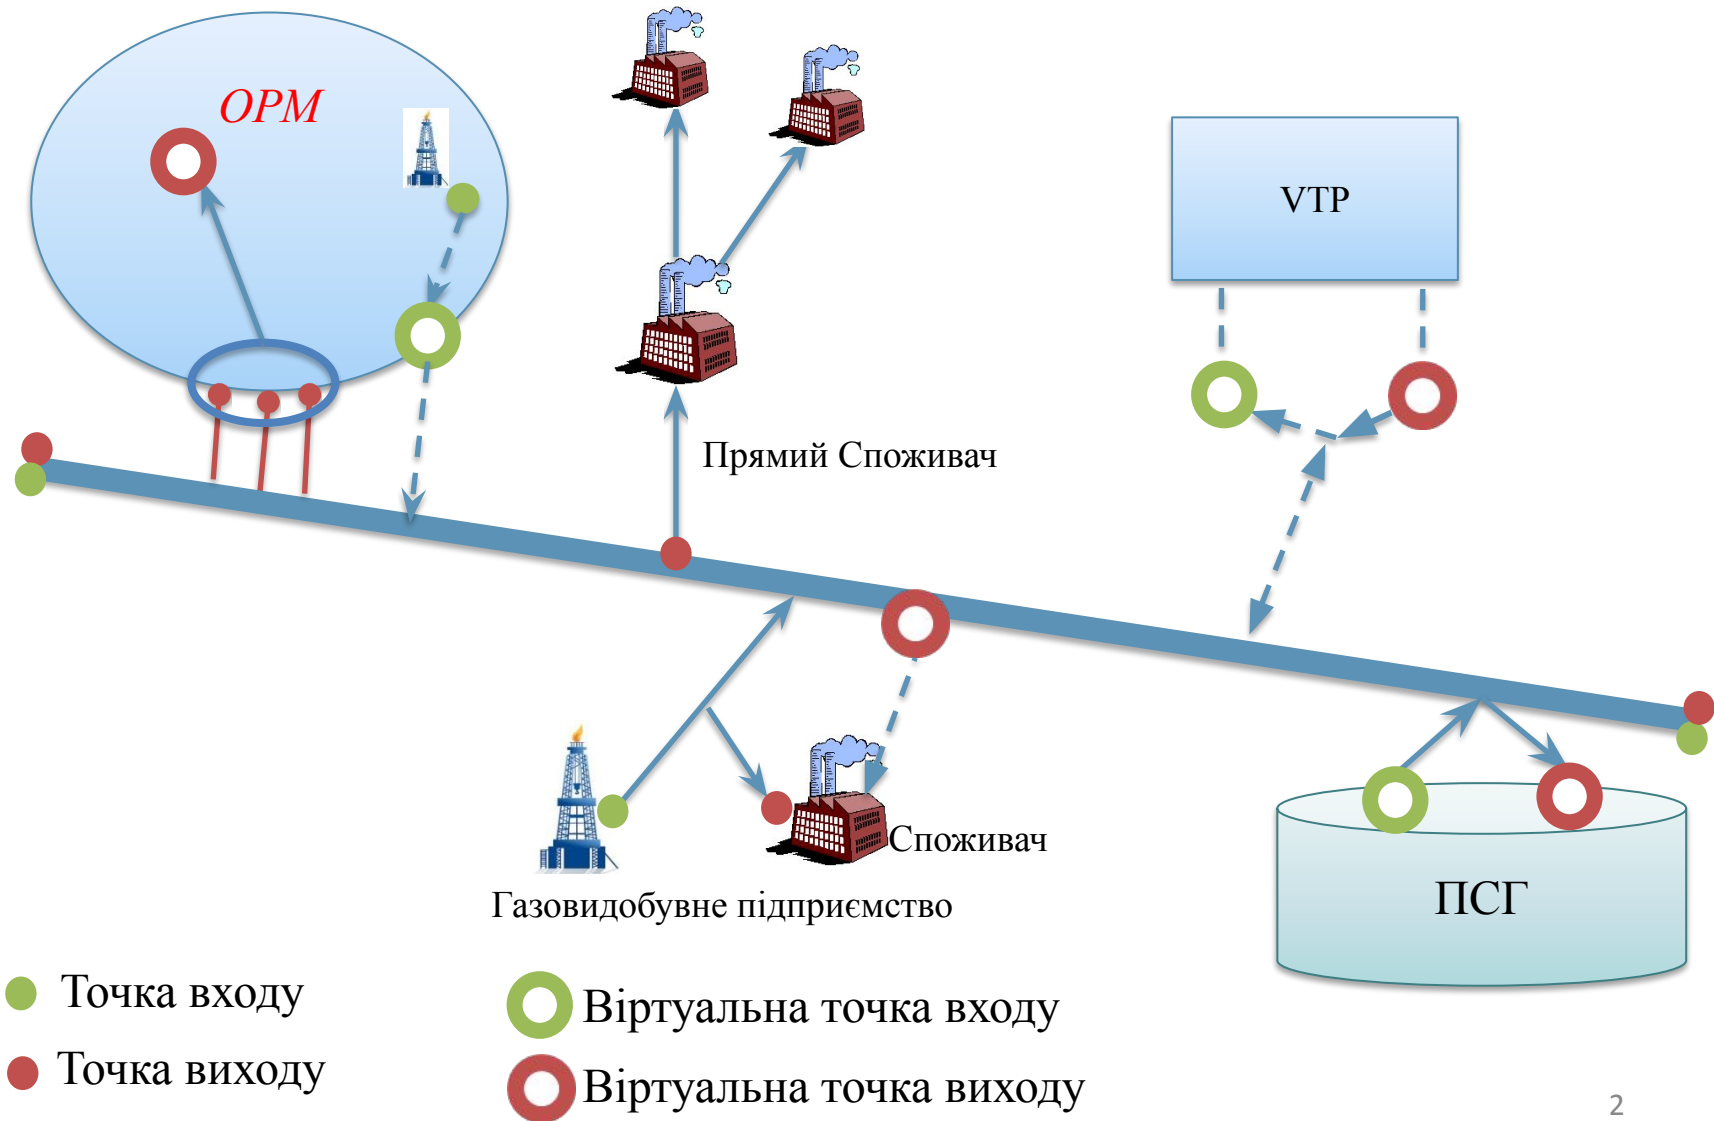 ОРМ
VTP
Прямий Споживач
Споживач
Газовидобувне підприємство
ПСГ
Точка входу
Віртуальна точка входу
Точка виходу
Віртуальна точка виходу
2